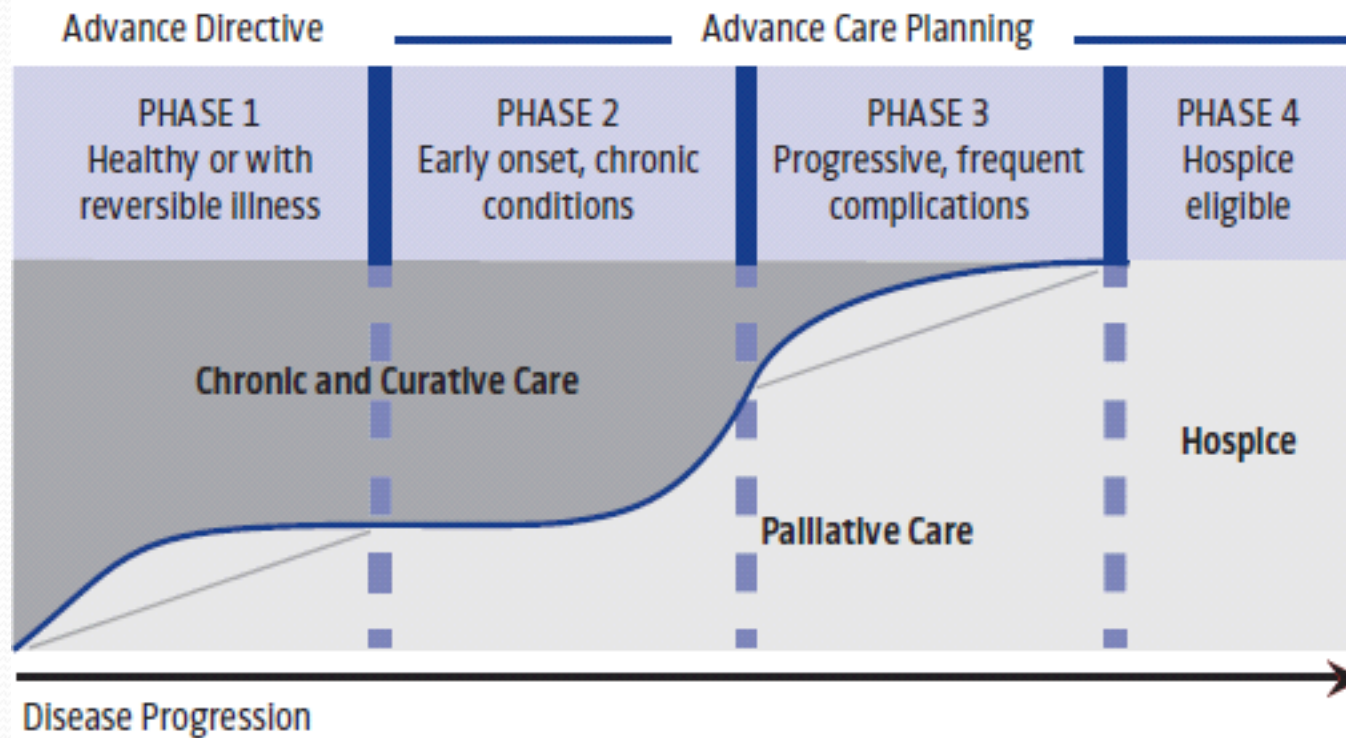 Advance Directive
Advance Care Planning
PHASE 1
Healthy or with
reversible illness
PHASE 2
Early onset, chronic
conditions
PHASE 3
Progressive, frequent
complications
PHASE 4
Hospice
eligible
Chronic and Curative Care
Hospice
Palliative Care
Disease Progression